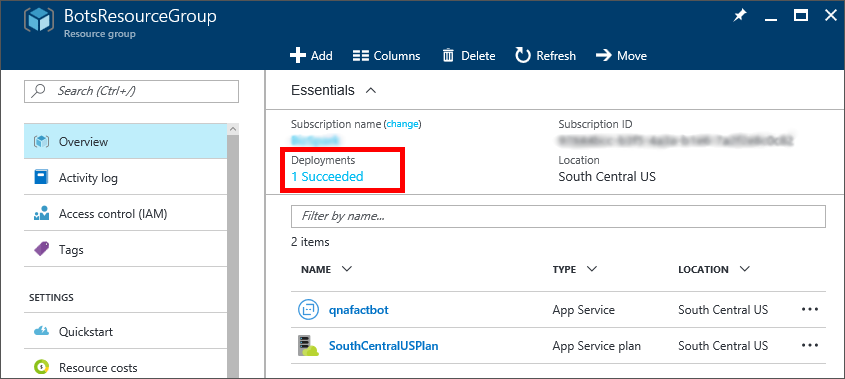 BotsResourceGroup
Resource group
Add Columns Delete Refresh Move
Search (Ctrl+/)
Overview
Activity log
Access control (IAM)
Tags
SETTINGS
Quickstart
Resource costs
Essentials
Subscription name (change) Subscription ID
Deployments Location
1 Succeeded South Central US
Filter by name...
2 items
NAME TYPE LOCATION
qnafactbot App Service South Central US
SouthCentralUSPlan App Service plan South Central US